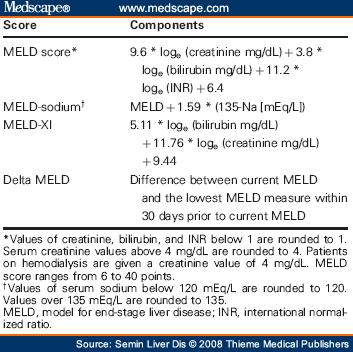 Medscape® www.medscape.com
Score Components
MELD score* 9.6 * logₑ (creatinine mg/dL) + 3.8 *
logₑ (bilirubin mg/dL) + 11.2 *
logₑ (INR) + 6.4
MELD-sodium† MELD + 1.59 * (135-Na [mEq/L])
MELD-XI 5.11 * logₑ (bilirubin mg/dL)
+ 11.76 * logₑ (creatinine mg/dL)
+ 9.44
Delta MELD Difference between current MELD
and the lowest MELD measure within
30 days prior to current MELD
*Values of creatinine, bilirubin, and INR below 1 are rounded to 1.
Serum creatinine values above 4 mg/dL are rounded to 4. Patients
on hemodialysis are given a creatinine value of 4 mg/dL. MELD
score ranges from 6 to 40 points.
†Values of serum sodium below 120 mEq/L are rounded to 120.
Values over 135 mEq/L are rounded to 135.
MELD, model for end-stage liver disease; INR, international normal-
ized ratio.
Source: Semin Liver Dis © 2008 Thieme Medical Publishers